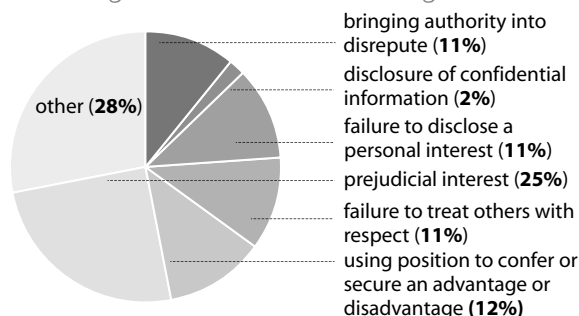 bringing authority into
disrepute (11%)
disclosure of confidential
information (2%)
other (28%)
failure to disclose a
personal interest (11%)
prejudicial interest (25%)
failure to treat others with
respect (11%)
using position to confer or
secure an advantage or
disadvantage (12%)